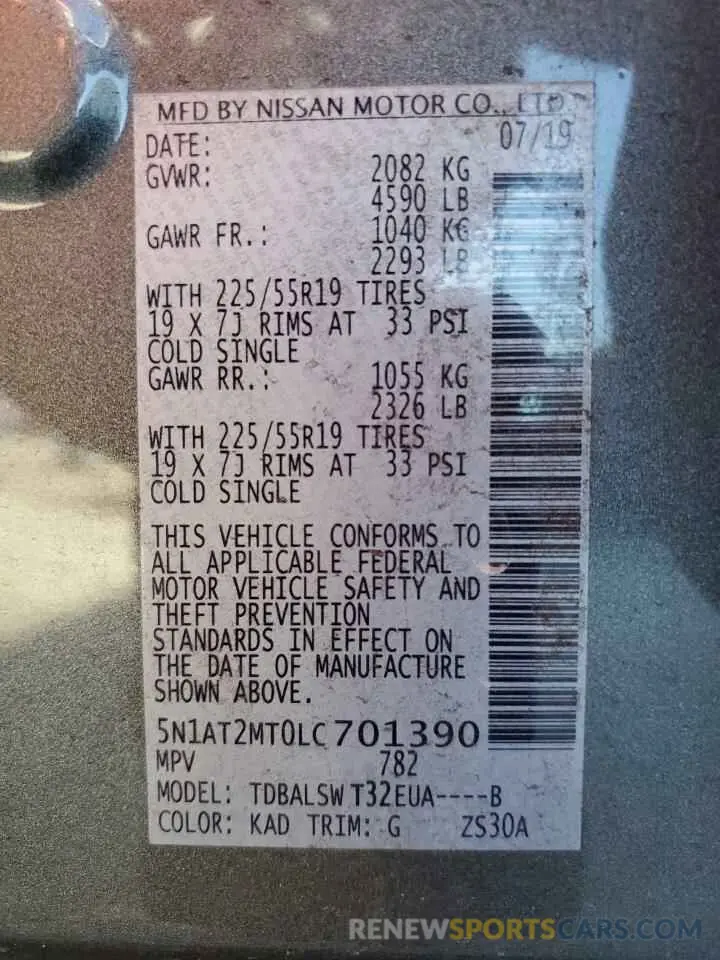 MFD BY NISSAN MOTOR CO., LTD.
DATE: 07/19
GVWR: 2082 KG
4590 LB
GAWR FR.: 1040 KG
2293 LB
WITH 225/55R19 TIRES
19 X 7J RIMS AT 33 PSI
COLD SINGLE
GAWR RR.: 1055 KG
2326 LB
WITH 225/55R19 TIRES
19 X 7J RIMS AT 33 PSI
COLD SINGLE
THIS VEHICLE CONFORMS TO
ALL APPLICABLE FEDERAL
MOTOR VEHICLE SAFETY AND
THEFT PREVENTION
STANDARDS IN EFFECT ON
THE DATE OF MANUFACTURE
SHOWN ABOVE.
5N1AT2MT0LC701390
MPV 782
MODEL: TDBALSW T32EUA----B
COLOR: KAD TRIM: G ZS30A
RENEWSPORTSCARS.COM